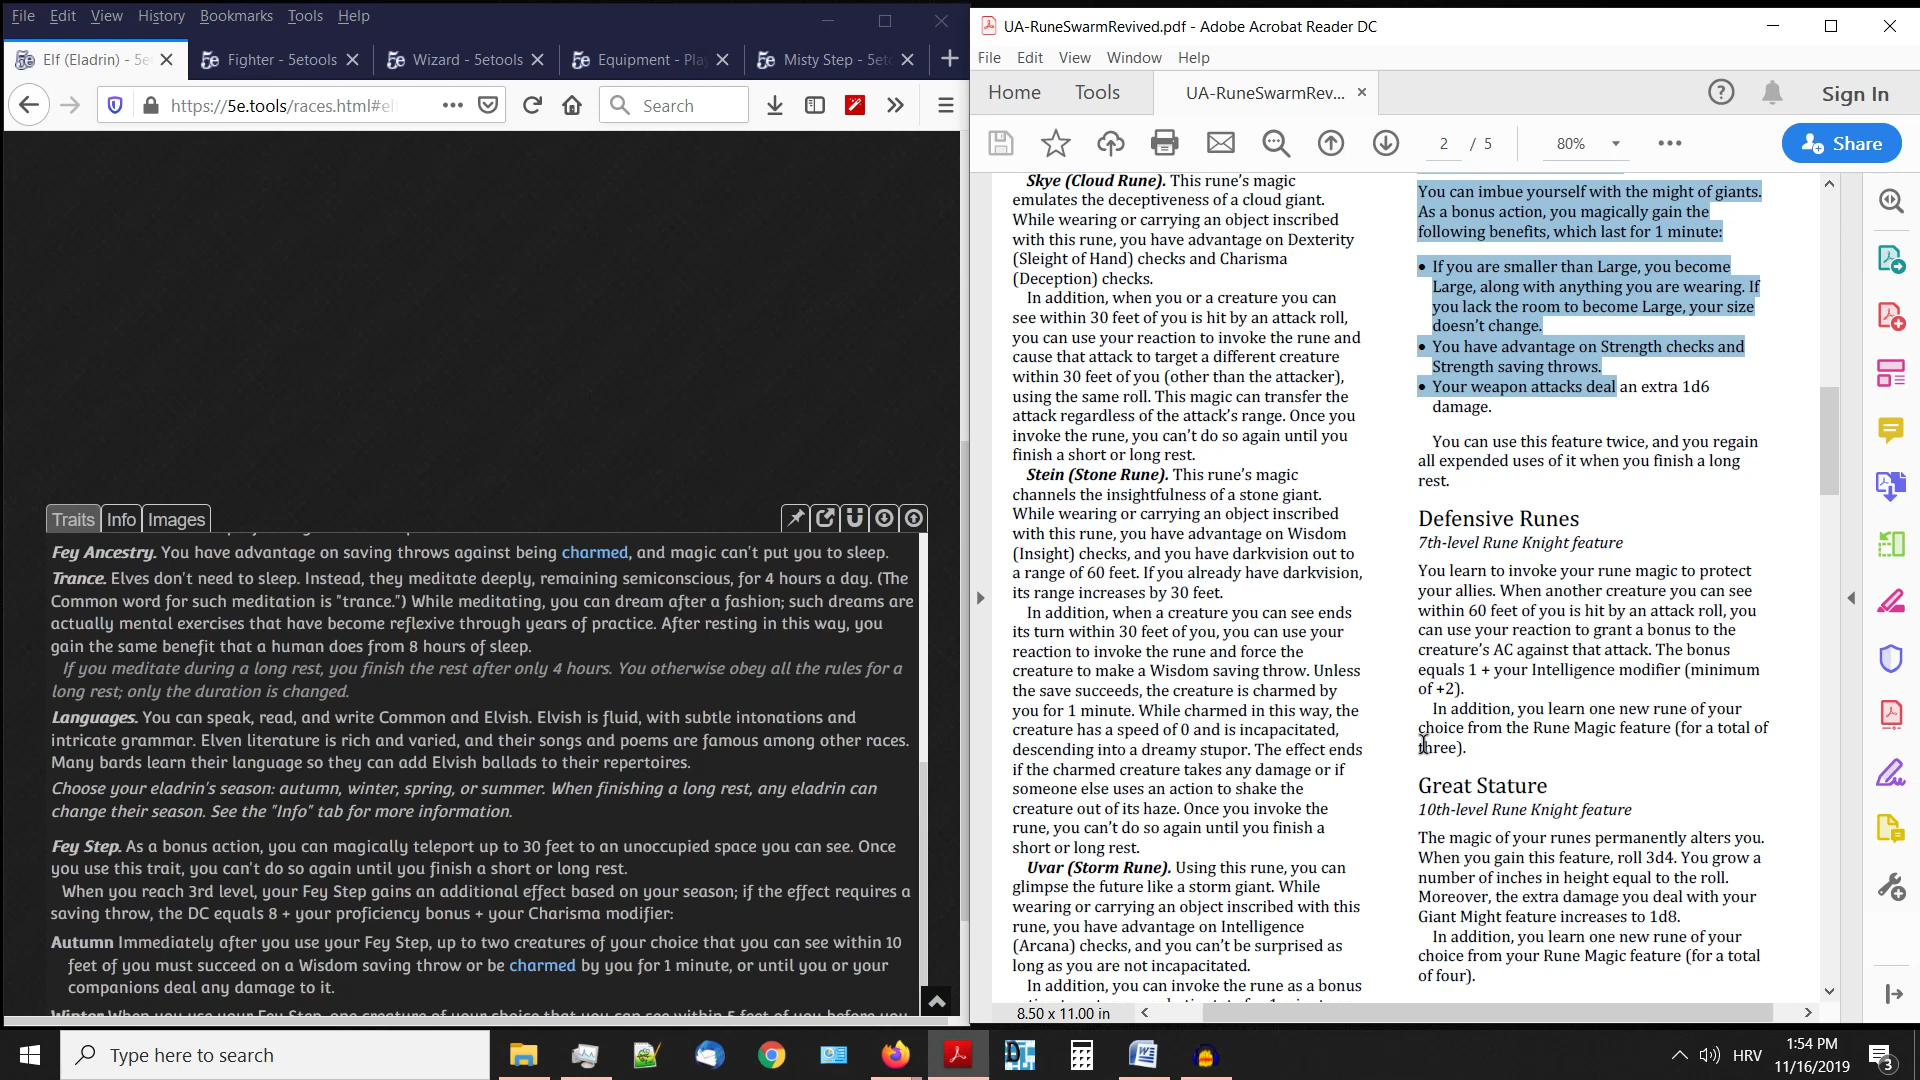 File Edit View History Bookmarks Tools Help
Elf (Eladrin) - 5e
Fighter - 5etools
Wizard - 5etools
Equipment - Play
Misty Step - 5eto
https://5e.tools/races.html#el
Search
Traits Info Images
Fey Ancestry. You have advantage on saving throws against being charmed, and magic can't put you to sleep.
Trance. Elves don't need to sleep. Instead, they meditate deeply, remaining semiconscious, for 4 hours a day. (The
Common word for such meditation is "trance.") While meditating, you can dream after a fashion; such dreams are
actually mental exercises that have become reflexive through years of practice. After resting in this way, you
gain the same benefit that a human does from 8 hours of sleep.
If you meditate during a long rest, you finish the rest after only 4 hours. You otherwise obey all the rules for a
long rest; only the duration is changed.
Languages. You can speak, read, and write Common and Elvish. Elvish is fluid, with subtle intonations and
intricate grammar. Elven literature is rich and varied, and their songs and poems are famous among other races.
Many bards learn their language so they can add Elvish ballads to their repertoires.
Choose your eladrin's season: autumn, winter, spring, or summer. When finishing a long rest, any eladrin can
change their season. See the "Info" tab for more information.
Fey Step. As a bonus action, you can magically teleport up to 30 feet to an unoccupied space you can see. Once
you use this trait, you can't do so again until you finish a short or long rest.
When you reach 3rd level, your Fey Step gains an additional effect based on your season; if the effect requires a
saving throw, the DC equals 8 + your proficiency bonus + your Charisma modifier:
Autumn Immediately after you use your Fey Step, up to two creatures of your choice that you can see within 10
feet of you must succeed on a Wisdom saving throw or be charmed by you for 1 minute, or until you or your
companions deal any damage to it.
Winter When you use your Fey Step, one creature of your choice that you can see within 5 feet of you before you
UA-RuneSwarmRevived.pdf - Adobe Acrobat Reader DC
File Edit View Window Help
Home Tools UA-RuneSwarmRev... Sign In
2 / 5 80% Share
Skye (Cloud Rune). This rune's magic
emulates the deceptiveness of a cloud giant.
While wearing or carrying an object inscribed
with this rune, you have advantage on Dexterity
(Sleight of Hand) checks and Charisma
(Deception) checks.
In addition, when you or a creature you can
see within 30 feet of you is hit by an attack roll,
you can use your reaction to invoke the rune and
cause that attack to target a different creature
within 30 feet of you (other than the attacker),
using the same roll. This magic can transfer the
attack regardless of the attack's range. Once you
invoke the rune, you can't do so again until you
finish a short or long rest.
Stein (Stone Rune). This rune's magic
channels the insightfulness of a stone giant.
While wearing or carrying an object inscribed
with this rune, you have advantage on Wisdom
(Insight) checks, and you have darkvision out to
a range of 60 feet. If you already have darkvision,
its range increases by 30 feet.
In addition, when a creature you can see ends
its turn within 30 feet of you, you can use your
reaction to invoke the rune and force the
creature to make a Wisdom saving throw. Unless
the save succeeds, the creature is charmed by
you for 1 minute. While charmed in this way, the
creature has a speed of 0 and is incapacitated,
descending into a dreamy stupor. The effect ends
if the charmed creature takes any damage or if
someone else uses an action to shake the
creature out of its haze. Once you invoke the
rune, you can't do so again until you finish a
short or long rest.
Uvar (Storm Rune). Using this rune, you can
glimpse the future like a storm giant. While
wearing or carrying an object inscribed with this
rune, you have advantage on Intelligence
(Arcana) checks, and you can't be surprised as
long as you are not incapacitated.
In addition, you can invoke the rune as a bonus
You can imbue yourself with the might of giants.
As a bonus action, you magically gain the
following benefits, which last for 1 minute:
• If you are smaller than Large, you become
Large, along with anything you are wearing. If
you lack the room to become Large, your size
doesn't change.
• You have advantage on Strength checks and
Strength saving throws.
• Your weapon attacks deal an extra 1d6
damage.
You can use this feature twice, and you regain
all expended uses of it when you finish a long
rest.
Defensive Runes
7th-level Rune Knight feature
You learn to invoke your rune magic to protect
your allies. When another creature you can see
within 60 feet of you is hit by an attack roll, you
can use your reaction to grant a bonus to the
creature's AC against that attack. The bonus
equals 1 + your Intelligence modifier (minimum
of +2).
In addition, you learn one new rune of your
choice from the Rune Magic feature (for a total of
three).
Great Stature
10th-level Rune Knight feature
The magic of your runes permanently alters you.
When you gain this feature, roll 3d4. You grow a
number of inches in height equal to the roll.
Moreover, the extra damage you deal with your
Giant Might feature increases to 1d8.
In addition, you learn one new rune of your
choice from your Rune Magic feature (for a total
of four).
8.50 x 11.00 in
Type here to search
HRV
1:54 PM
11/16/2019
3